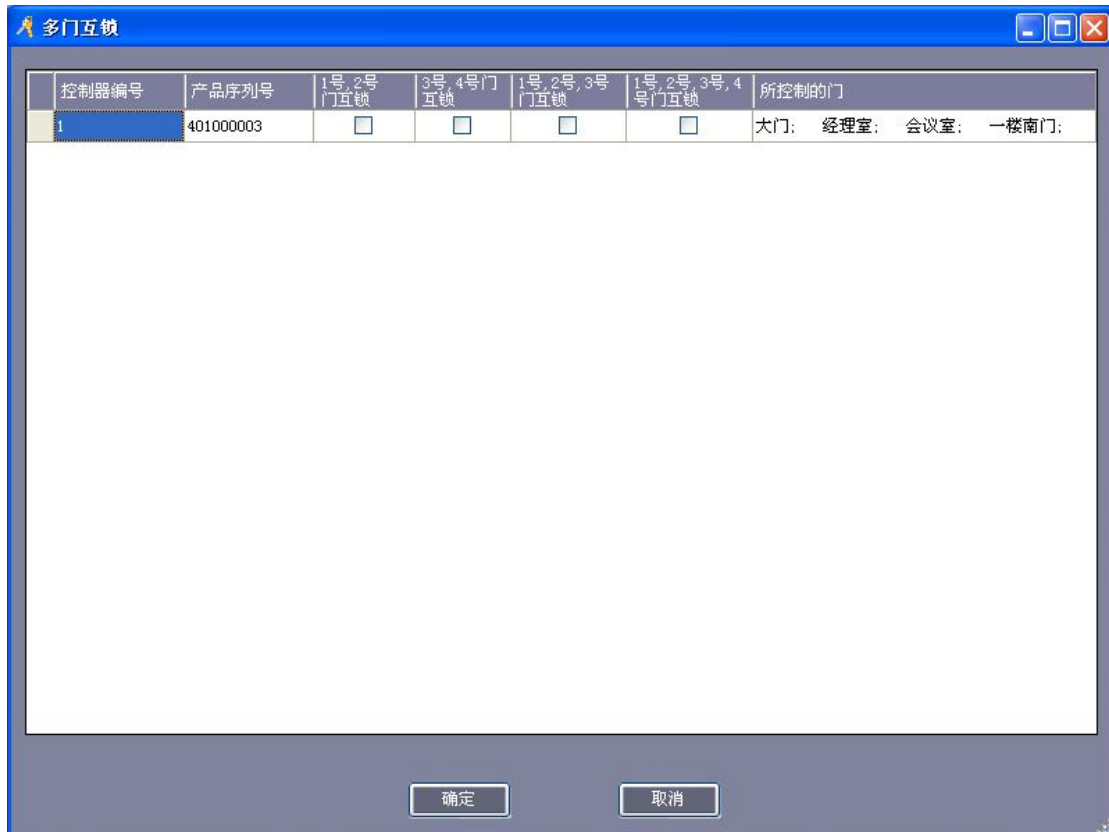 多门互锁
控制器编号 产品序列号 1号,2号门互锁 3号,4号门互锁 1号,2号,3号门互锁 1号,2号,3号,4号门互锁 所控制的门
1 401000003 大门; 经理室; 会议室; 一楼南门;
确定 取消